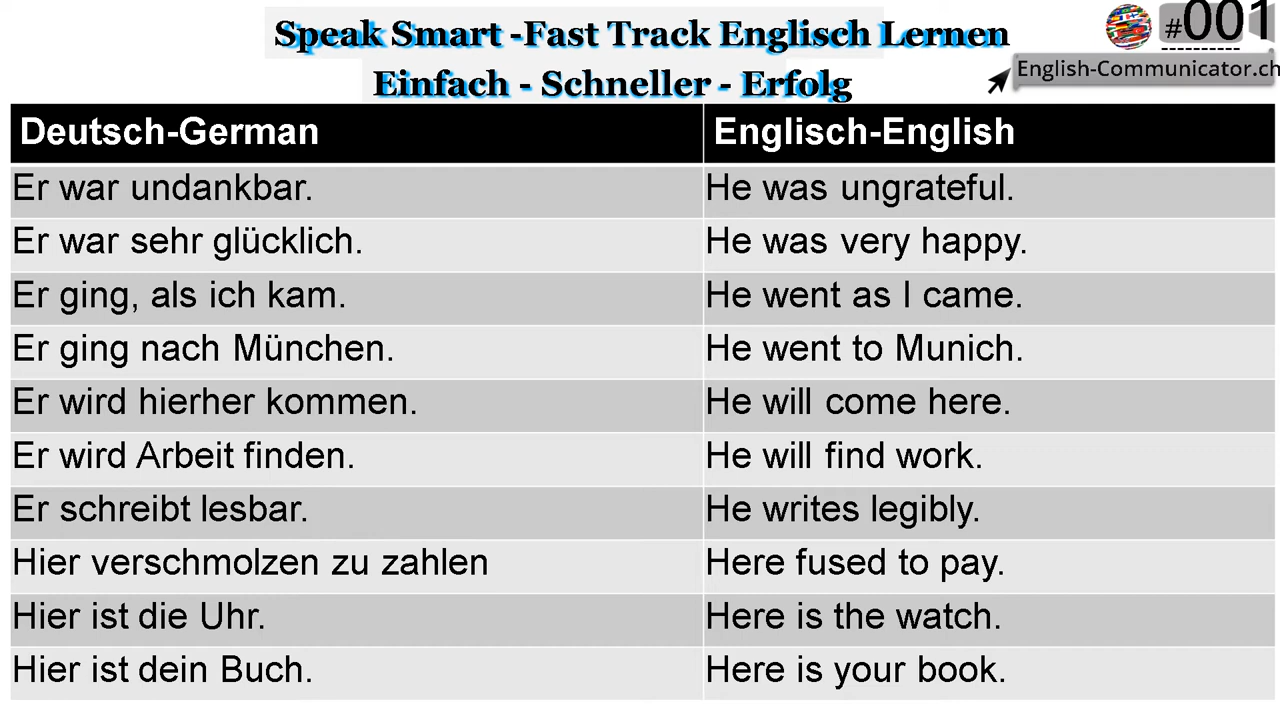 Speak Smart -Fast Track Englisch Lernen
Einfach - Schneller - Erfolg
#001
English-Communicator.ch
Deutsch-German Englisch-English
Er war undankbar. He was ungrateful.
Er war sehr glücklich. He was very happy.
Er ging, als ich kam. He went as I came.
Er ging nach München. He went to Munich.
Er wird hierher kommen. He will come here.
Er wird Arbeit finden. He will find work.
Er schreibt lesbar. He writes legibly.
Hier verschmolzen zu zahlen Here fused to pay.
Hier ist die Uhr. Here is the watch.
Hier ist dein Buch. Here is your book.